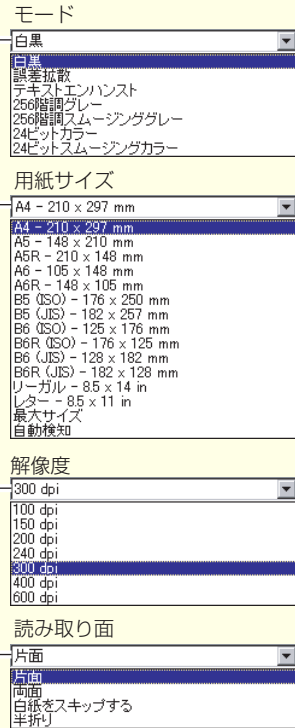 モード
白黒
白黒
誤差拡散
テキストエンハンスト
256階調グレー
256階調スムージンググレー
24ビットカラー
24ビットスムージングカラー
用紙サイズ
A4 - 210 x 297 mm
A4 - 210 x 297 mm
A5 - 148 x 210 mm
A5R - 210 x 148 mm
A6 - 105 x 148 mm
A6R - 148 x 105 mm
B5 (ISO) - 176 x 250 mm
B5 (JIS) - 182 x 257 mm
B6 (ISO) - 125 x 176 mm
B6R (ISO) - 176 x 125 mm
B6 (JIS) - 128 x 182 mm
B6R (JIS) - 182 x 128 mm
リーガル - 8.5 x 14 in
レター - 8.5 x 11 in
最大サイズ
自動検知
解像度
300 dpi
100 dpi
150 dpi
200 dpi
240 dpi
300 dpi
400 dpi
600 dpi
読み取り面
片面
片面
両面
白紙をスキップする
半折り